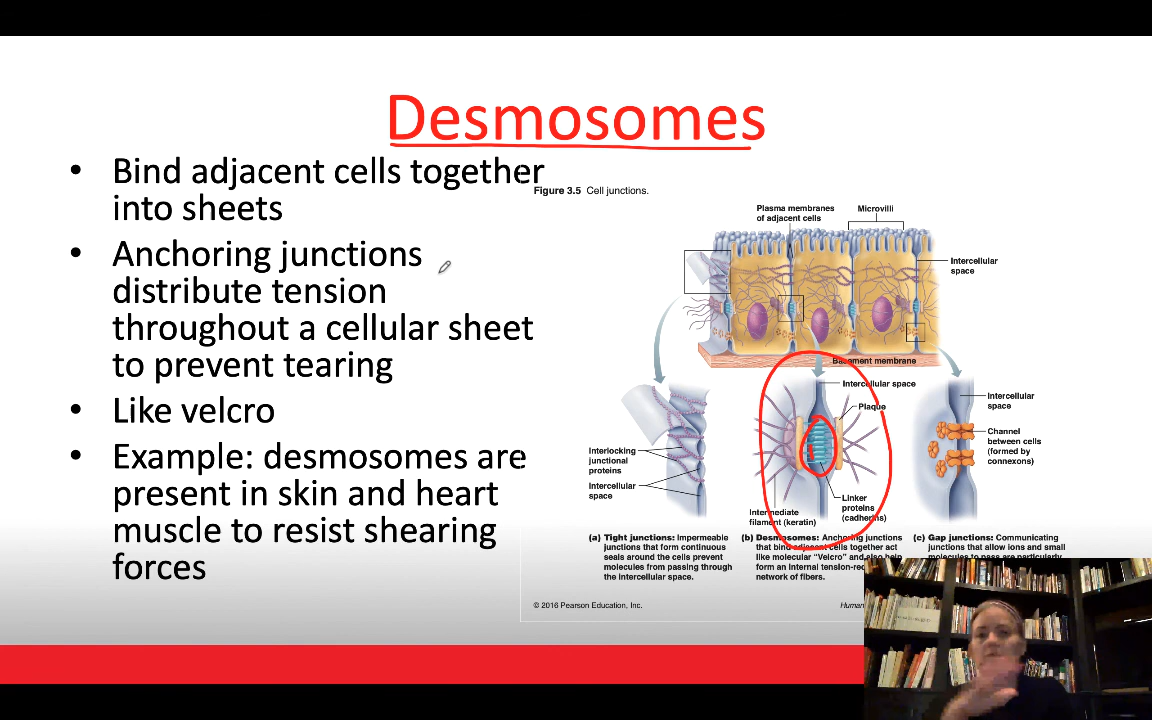 Desmosomes
• Bind adjacent cells together
into sheets
• Anchoring junctions
distribute tension
throughout a cellular sheet
to prevent tearing
• Like velcro
• Example: desmosomes are
present in skin and heart
muscle to resist shearing
forces
Figure 3.5 Cell junctions.
Plasma membranes
of adjacent cells
Microvilli
Intercellular
space
Basement membrane
Interlocking
junctional
proteins
Intercellular
space
Intercellular space
Plaque
Linker
proteins
(cadherins)
Intermediate
filament (keratin)
Intercellular
space
Channel
between cells
(formed by
connexons)
(a) Tight junctions: Impermeable
junctions that form continuous
seals around the cells prevent
molecules from passing through
the intercellular space.
(b) Desmosomes: Anchoring junctions
that bind adjacent cells together act
like molecular “Velcro” and also help
form an internal tension-red
network of fibers.
(c) Gap junctions: Communicating
junctions that allow ions and small
molecules to pass are particularly
© 2016 Pearson Education, Inc.
Human